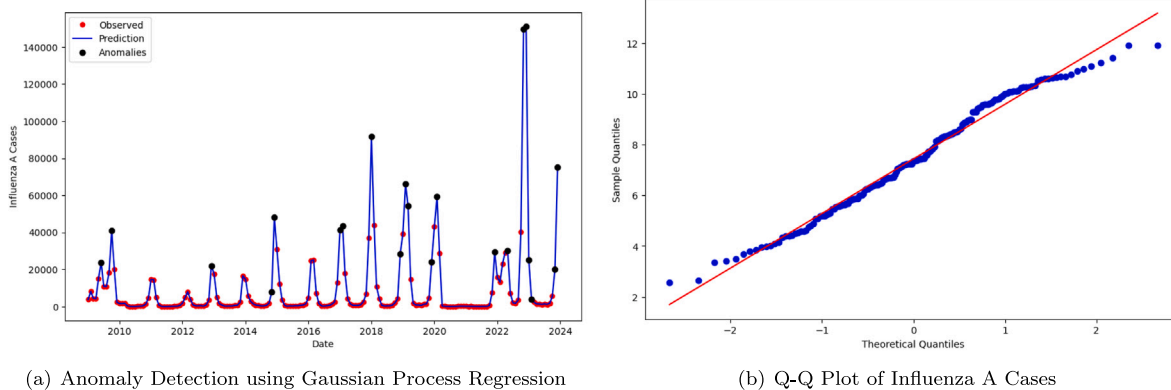 Observed
Prediction
Anomalies
140000
120000
100000
80000
60000
40000
20000
0
Influenza A Cases
2010 2012 2014 2016 2018 2020 2022 2024
Date
(a) Anomaly Detection using Gaussian Process Regression
12
10
8
6
4
2
Sample Quantiles
−2 −1 0 1 2
Theoretical Quantiles
(b) Q-Q Plot of Influenza A Cases